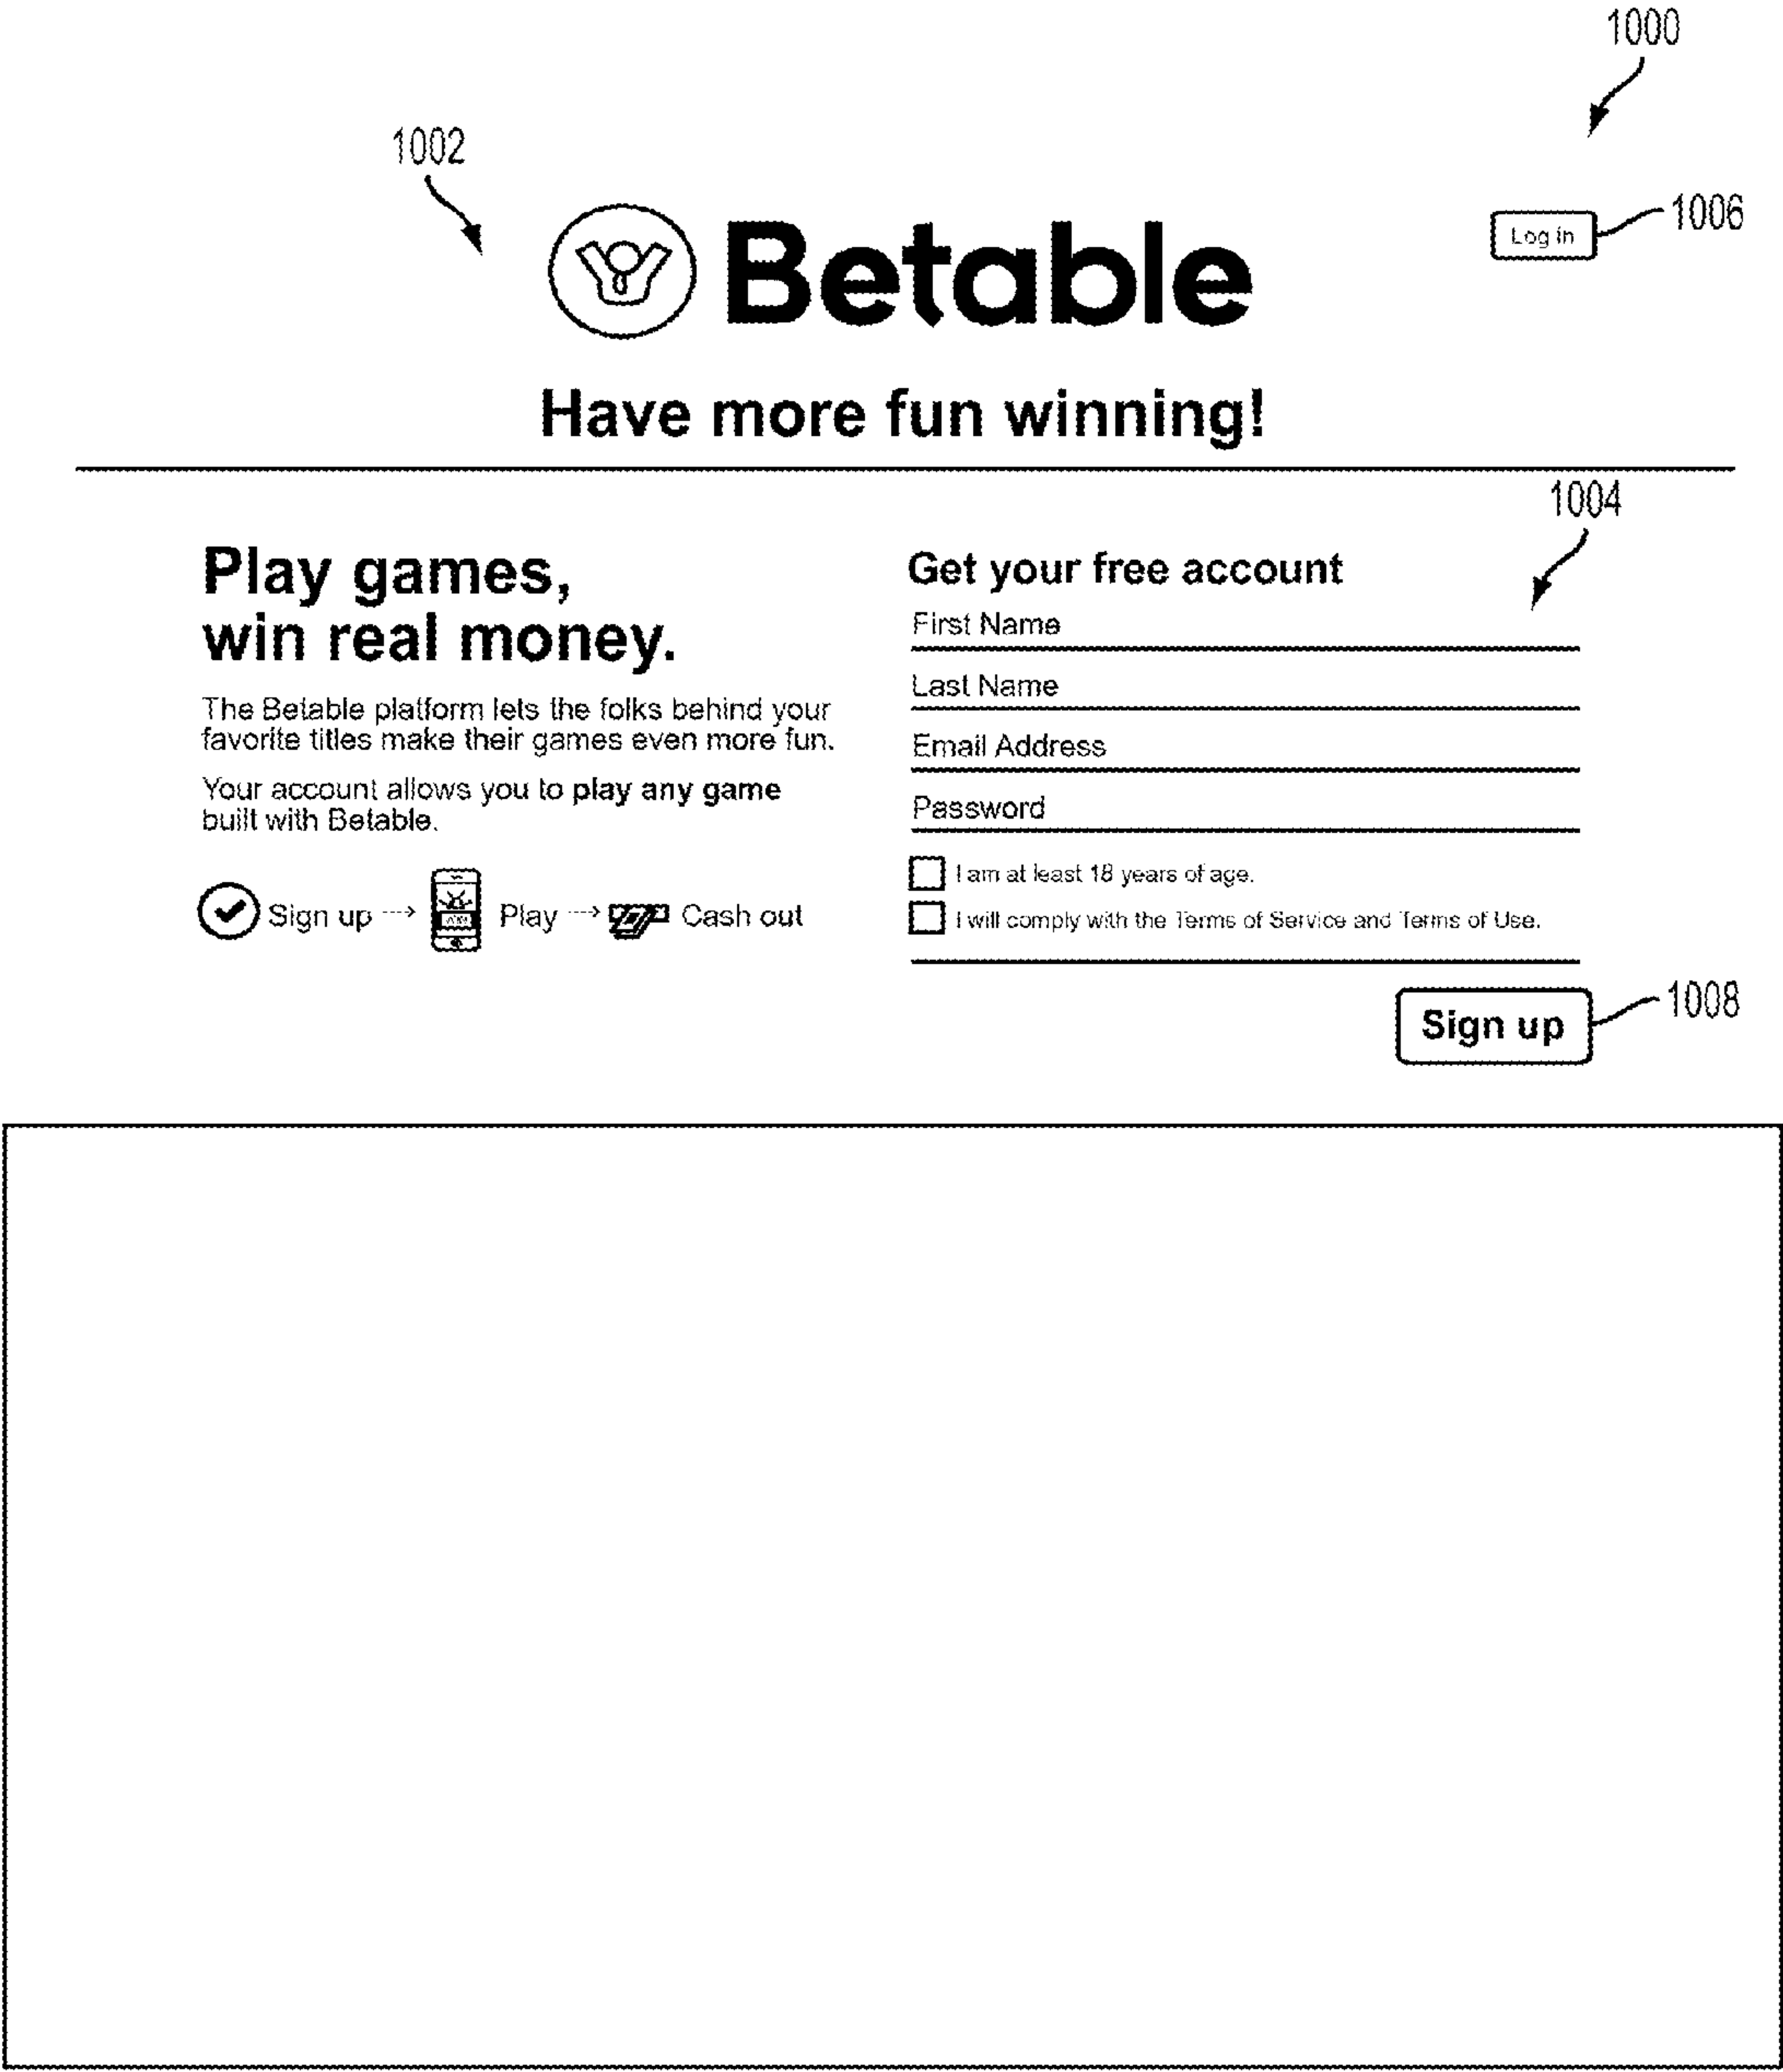 1000
1002
1006
Betable
Log in
Have more fun winning!
1004
Play games,
win real money.
The Betable platform lets the folks behind your
favorite titles make their games even more fun.
Your account allows you to play any game
built with Betable.
Sign up
Play
Cash out
Get your free account
First Name
Last Name
Email Address
Password
I am at least 18 years of age.
I will comply with the Terms of Service and Terms of Use.
Sign up
1008